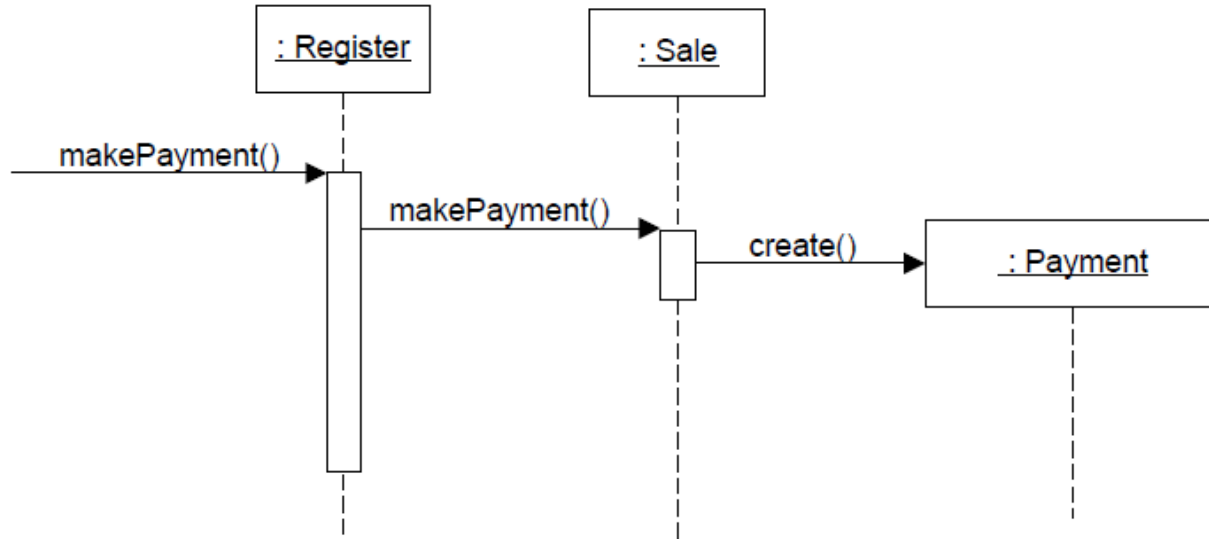 : Register
: Sale
makePayment()
makePayment()
create()
: Payment